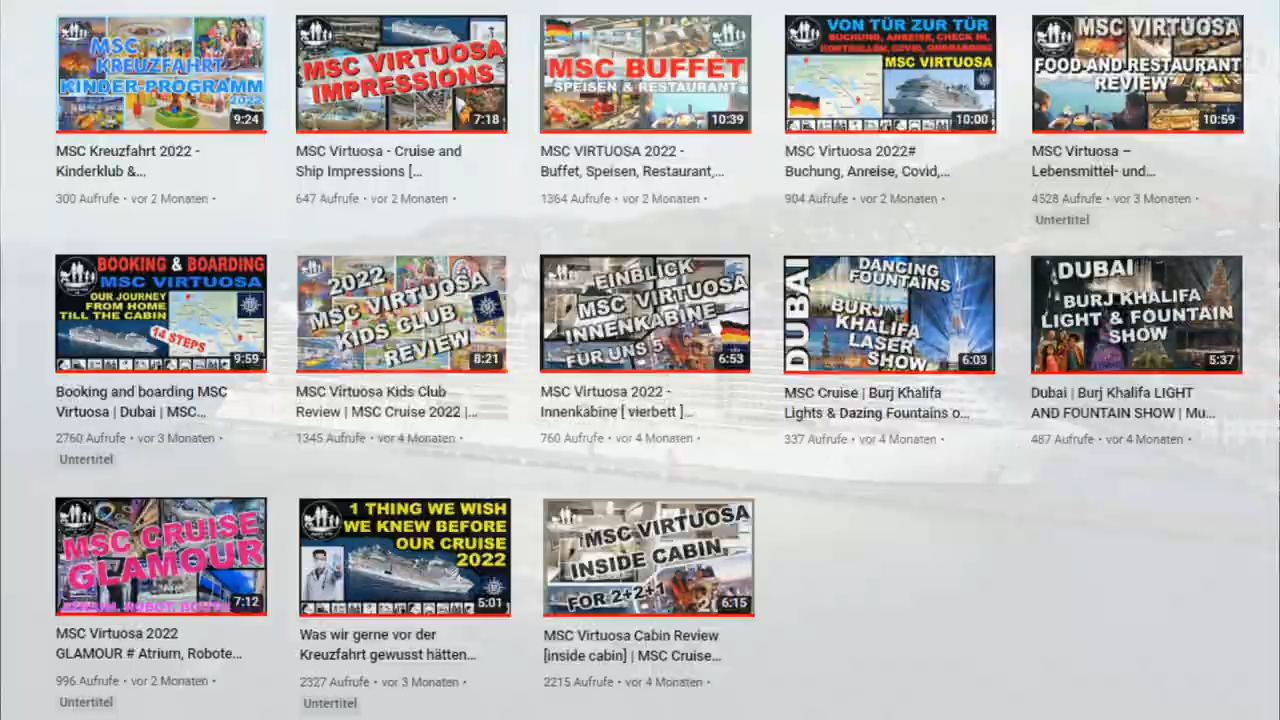 MSC
KREUZFAHRT
KINDER-PROGRAMM
2022
9:24
MSC Kreuzfahrt 2022 -
Kinderklub &...
300 Aufrufe • vor 2 Monaten •
MSC VIRTUOSA
IMPRESSIONS
7:18
MSC Virtuosa - Cruise and
Ship Impressions [...
647 Aufrufe • vor 2 Monaten •
MSC BUFFET
SPEISEN & RESTAURANT
10:39
MSC VIRTUOSA 2022 -
Buffet, Speisen, Restaurant,...
1364 Aufrufe • vor 2 Monaten •
VON TÜR ZUR TÜR
BUCHUNG, ANREISE, CHECK IN,
KONTROLLEN, COVID, ONBOARDING
MSC VIRTUOSA
10:00
MSC Virtuosa 2022#
Buchung, Anreise, Covid,...
904 Aufrufe • vor 2 Monaten •
MSC VIRTUOSA
FOOD AND RESTAURANT
REVIEW
10:59
MSC Virtuosa –
Lebensmittel- und...
4528 Aufrufe • vor 3 Monaten •
Untertitel
BOOKING & BOARDING
MSC VIRTUOSA
OUR JOURNEY
FROM HOME
TILL THE CABIN
14 STEPS
9:59
Booking and boarding MSC
Virtuosa | Dubai | MSC...
2760 Aufrufe • vor 3 Monaten •
Untertitel
2022
MSC VIRTUOSA
KIDS CLUB
REVIEW
8:21
MSC Virtuosa Kids Club
Review | MSC Cruise 2022 |...
1345 Aufrufe • vor 4 Monaten •
EINBLICK
MSC VIRTUOSA
INNENKABINE
FÜR UNS 5
6:53
MSC Virtuosa 2022 -
Innenkabine [ vierbett ]...
760 Aufrufe • vor 4 Monaten •
DUBAI
DANCING
FOUNTAINS
BURJ
KHALIFA
LASER
SHOW
6:03
MSC Cruise | Burj Khalifa
Lights & Dazing Fountains o...
337 Aufrufe • vor 4 Monaten •
DUBAI
BURJ KHALIFA
LIGHT & FOUNTAIN
SHOW
5:37
Dubai | Burj Khalifa LIGHT
AND FOUNTAIN SHOW | Mu...
487 Aufrufe • vor 4 Monaten •
MSC CRUISE
GLAMOUR
7:12
MSC Virtuosa 2022
GLAMOUR # Atrium, Robote...
996 Aufrufe • vor 2 Monaten •
Untertitel
1 THING WE WISH
WE KNEW BEFORE
OUR CRUISE
2022
5:01
Was wir gerne vor der
Kreuzfahrt gewusst hätten...
2327 Aufrufe • vor 3 Monaten •
Untertitel
MSC VIRTUOSA
INSIDE CABIN
FOR 2+2+1
6:15
MSC Virtuosa Cabin Review
[inside cabin] | MSC Cruise...
2215 Aufrufe • vor 4 Monaten •